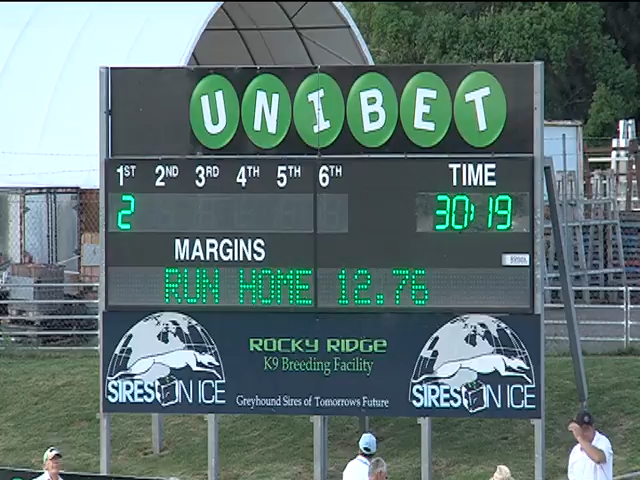 UNIBET
1ST 2ND 3RD 4TH 5TH 6TH TIME
2 30:19
MARGINS
RUN HOME 12.76
ROCKY RIDGE
K9 Breeding Facility
SIRES ON ICE SIRES ON ICE
Greyhound Sires of Tomorrows Future